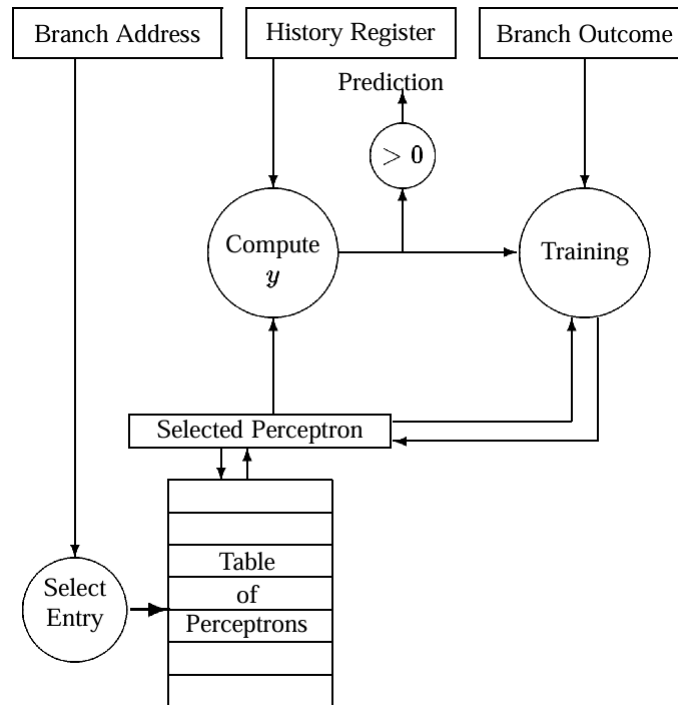 Branch Address
History Register
Branch Outcome
Prediction
> 0
Compute
y
Training
Selected Perceptron
Select
Entry
Table
of
Perceptrons